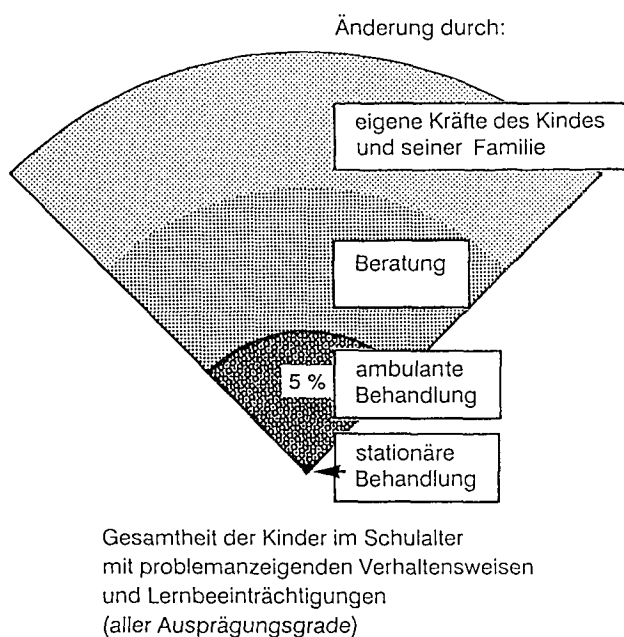 Änderung durch:
eigene Kräfte des Kindes
und seiner Familie
Beratung
5 %
ambulante
Behandlung
stationäre
Behandlung
Gesamtheit der Kinder im Schulalter
mit problemanzeigenden Verhaltensweisen
und Lernbeeinträchtigungen
(aller Ausprägungsgrade)